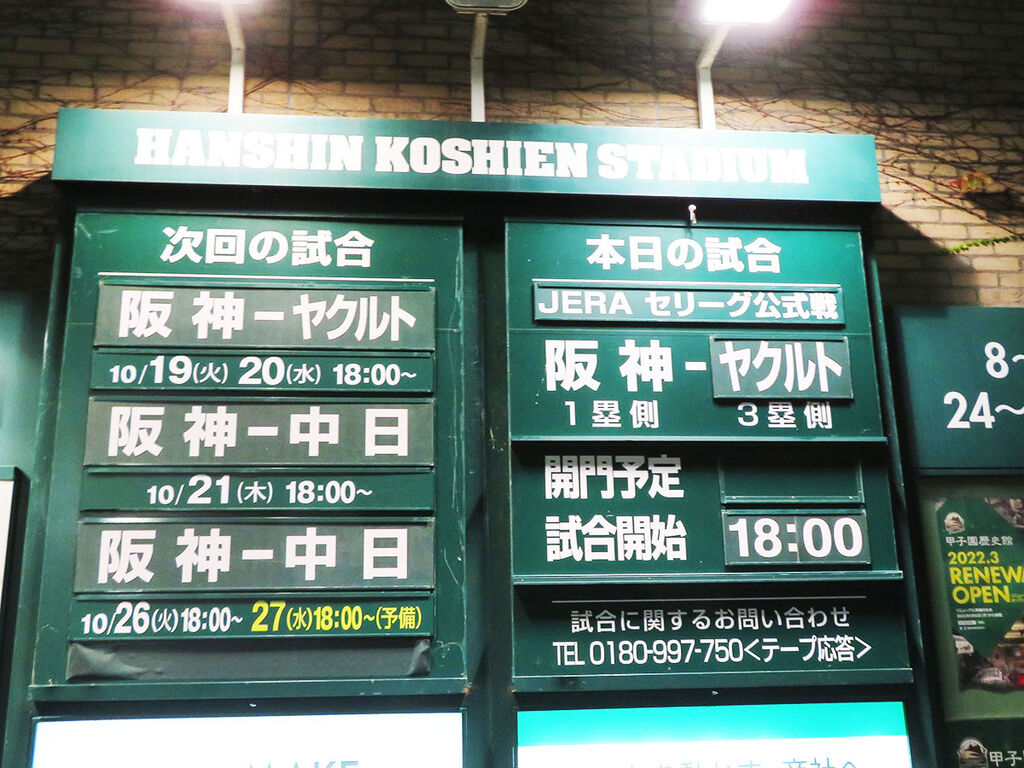 HANSHIN KOSHIEN STADIUM
次回の試合
阪神-ヤクルト
10/19(火) 20(水) 18:00~
阪神-中日
10/21(木) 18:00~
阪神-中日
10/26(火)18:00~ 27(水)18:00~(予備)
本日の試合
JERA セリーグ公式戦
阪神-ヤクルト
1塁側 3塁側
開門予定
試合開始 18:00
試合に関するお問い合わせ
TEL 0180-997-750<テープ応答>
8~
24~
甲子園歴史館
2022.3
RENEW
OPEN
甲子